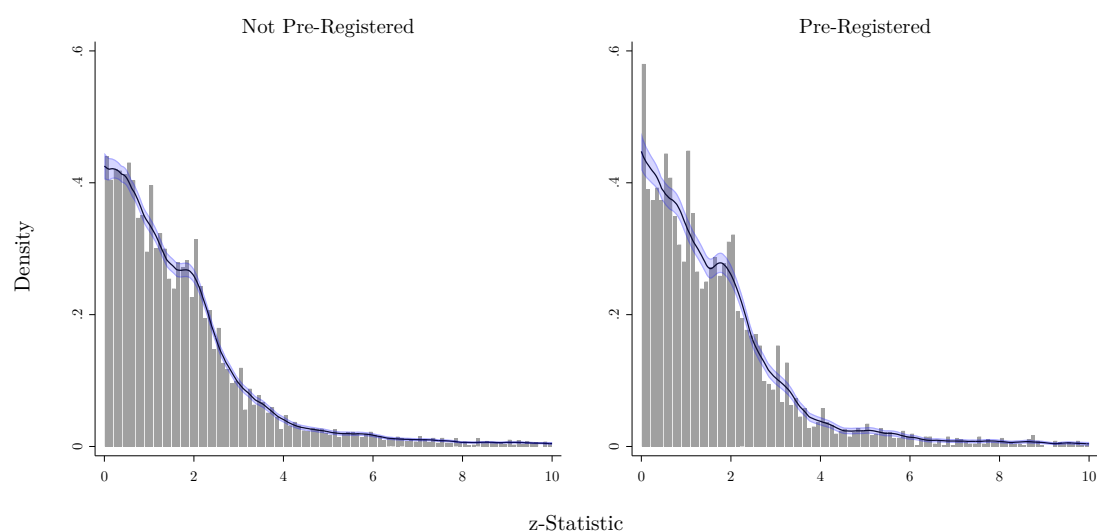 Not Pre-Registered
Pre-Registered
Density
.6
.4
.2
0
0 2 4 6 8 10
.6
.4
.2
0
0 2 4 6 8 10
z-Statistic